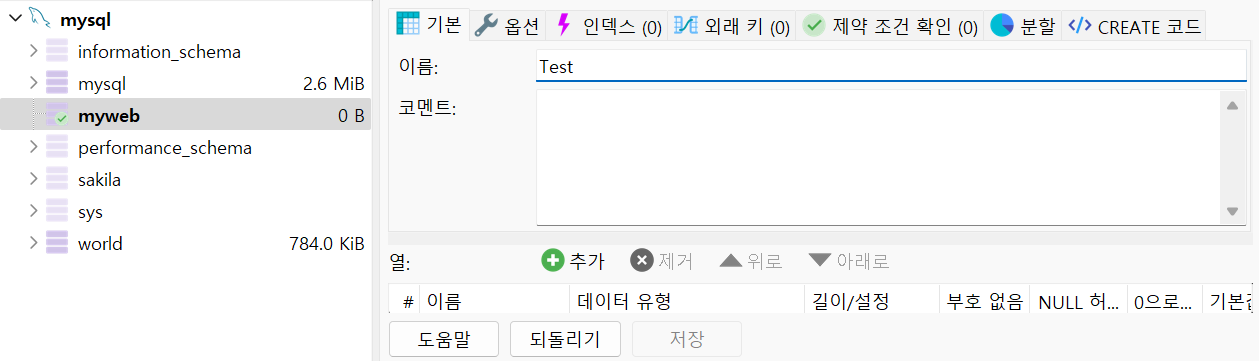 mysql
information_schema
mysql 2.6 MiB
myweb 0 B
performance_schema
sakila
sys
world 784.0 KiB
기본 옵션 인덱스 (0) 외래 키 (0) 제약 조건 확인 (0) 분할 CREATE 코드
이름: Test
코멘트:
열: 추가 제거 위로 아래로
# 이름 데이터 유형 길이/설정 부호 없음 NULL 허... 0으로... 기본
도움말 되돌리기 저장